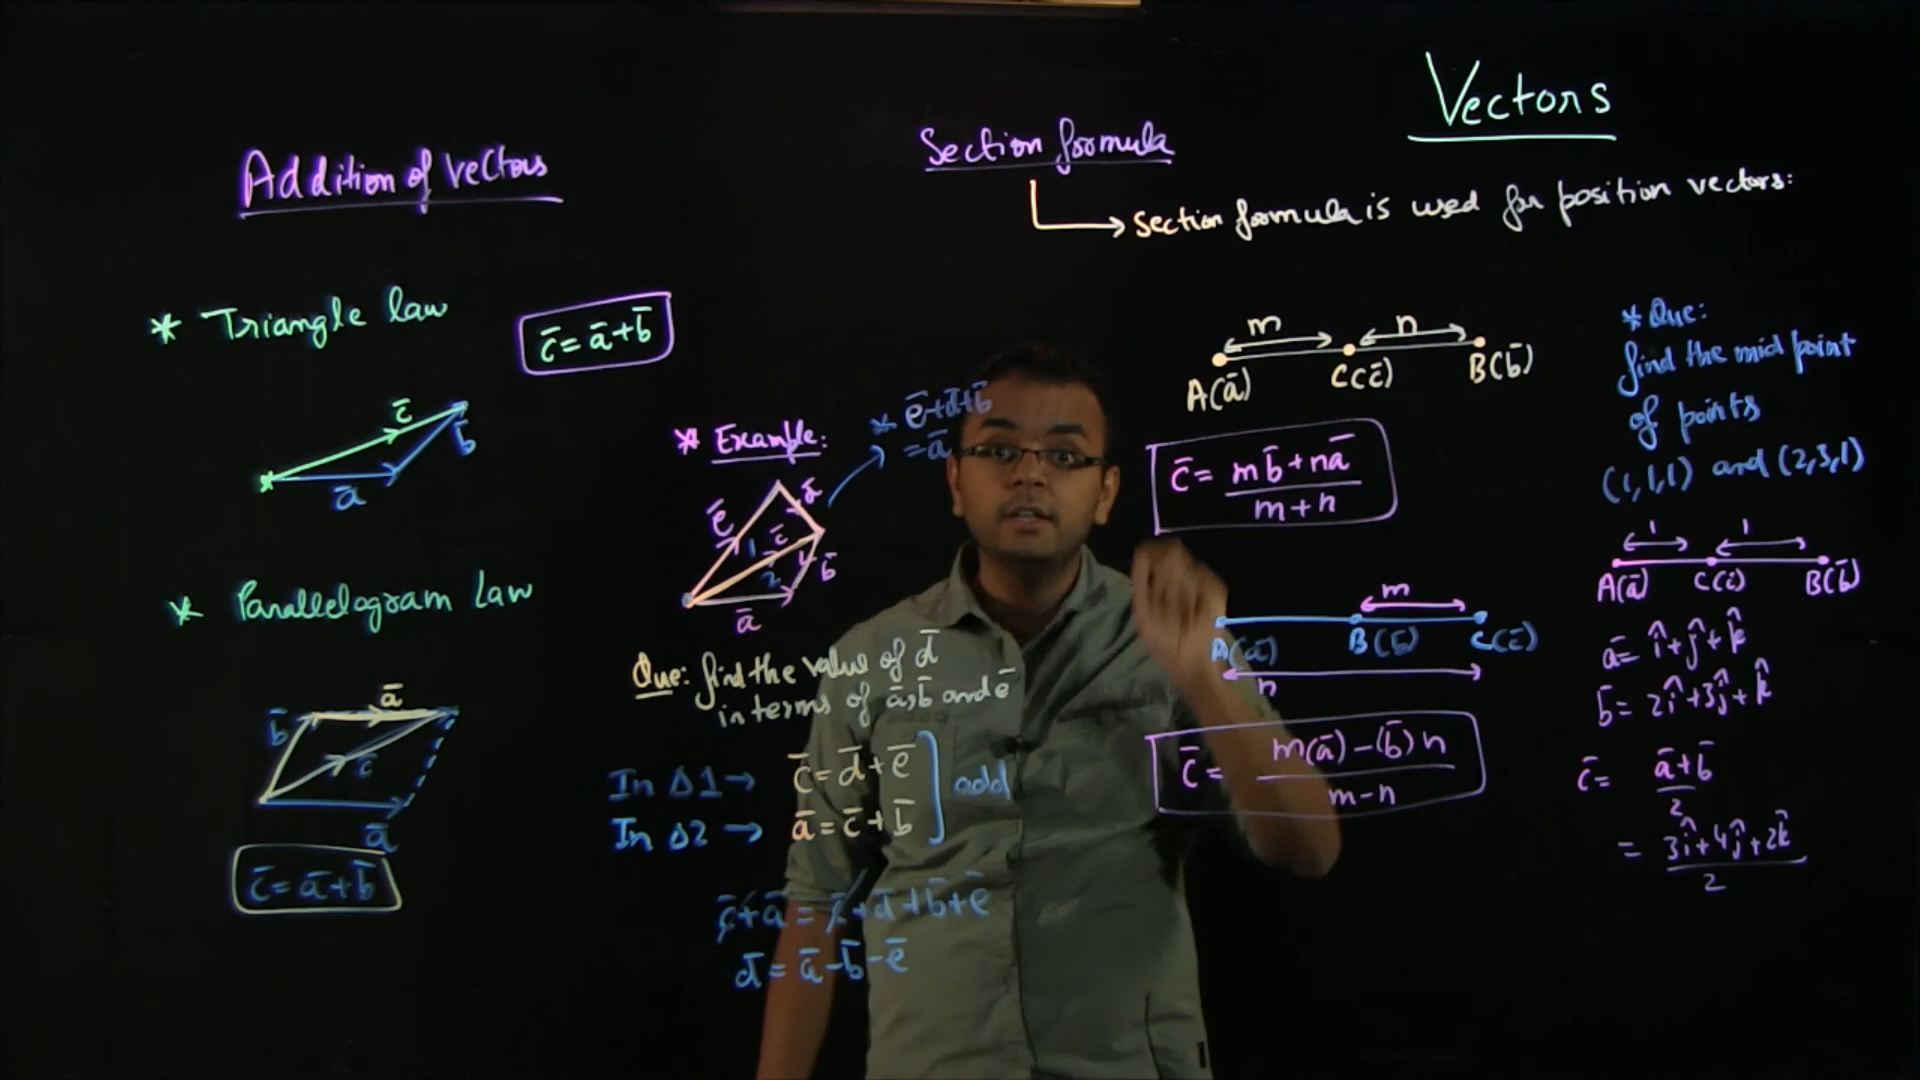 Vectors
Addition of vectors
* Triangle law
c̄ = ā + b̄
c̄
b̄
ā
* Parallelogram Law
ā
b̄
c
ā
c̄ = ā + b̄
* Example:
* ē + d̄ + b̄
= ā
ē
d̄
1
c̄
2
b̄
ā
Que: find the value of d̄
in terms of ā, b̄ and ē
In Δ1 → c̄ = d̄ + ē
In Δ2 → ā = c̄ + b̄
add
c̄ + ā = c̄ + d̄ + b̄ + ē
d̄ = ā - b̄ - ē
Section formula
Section formula is used for position vectors:
m n
A(ā) C(c̄) B(b̄)
c̄ = (mb̄ + nā)/(m + n)
m
A(ā) B(b̄) C(c̄)
n
c̄ = (m(ā) - (b̄)n)/(m - n)
* Que:
find the mid point
of points
(1,1,1) and (2,3,1)
1 1
A(ā) C(c̄) B(b̄)
ā = î + ĵ + k̂
b̄ = 2î + 3ĵ + k̂
c̄ = (ā + b̄)/2
= (3î + 4ĵ + 2k̂)/2